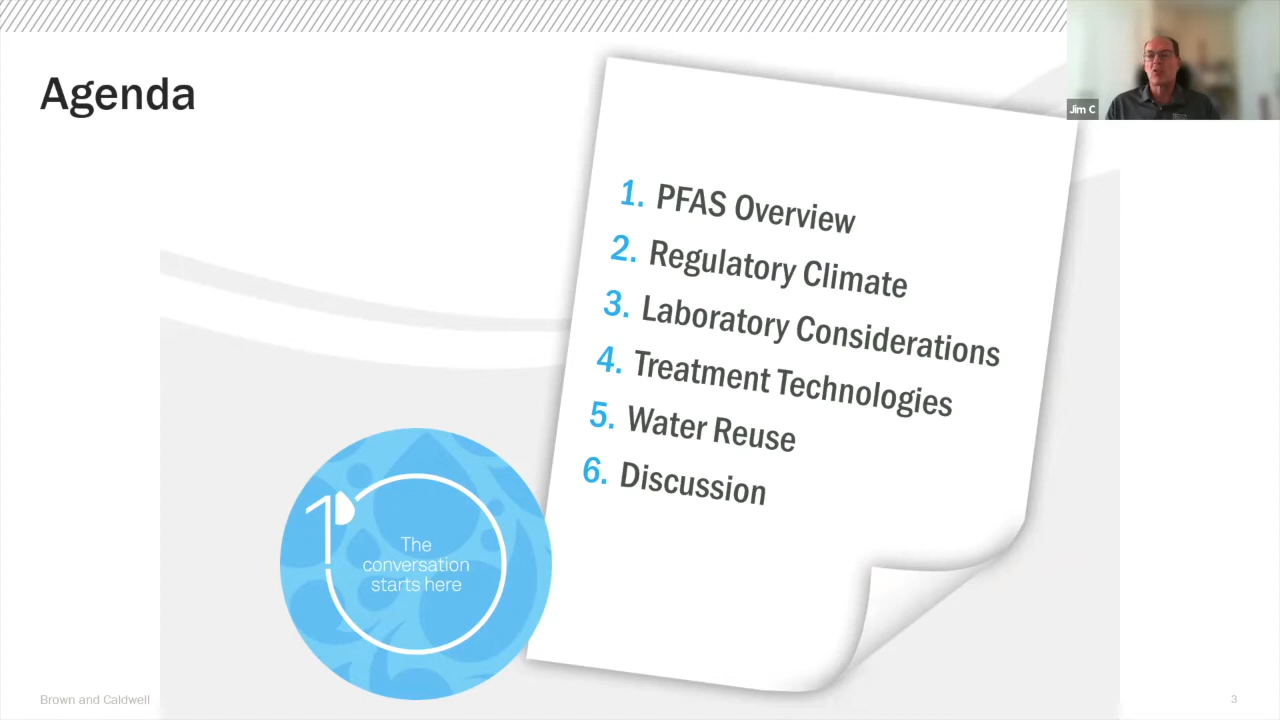 Agenda
Jim C
1. PFAS Overview
2. Regulatory Climate
3. Laboratory Considerations
4. Treatment Technologies
5. Water Reuse
6. Discussion
1
The
conversation
starts here
Brown and Caldwell
3